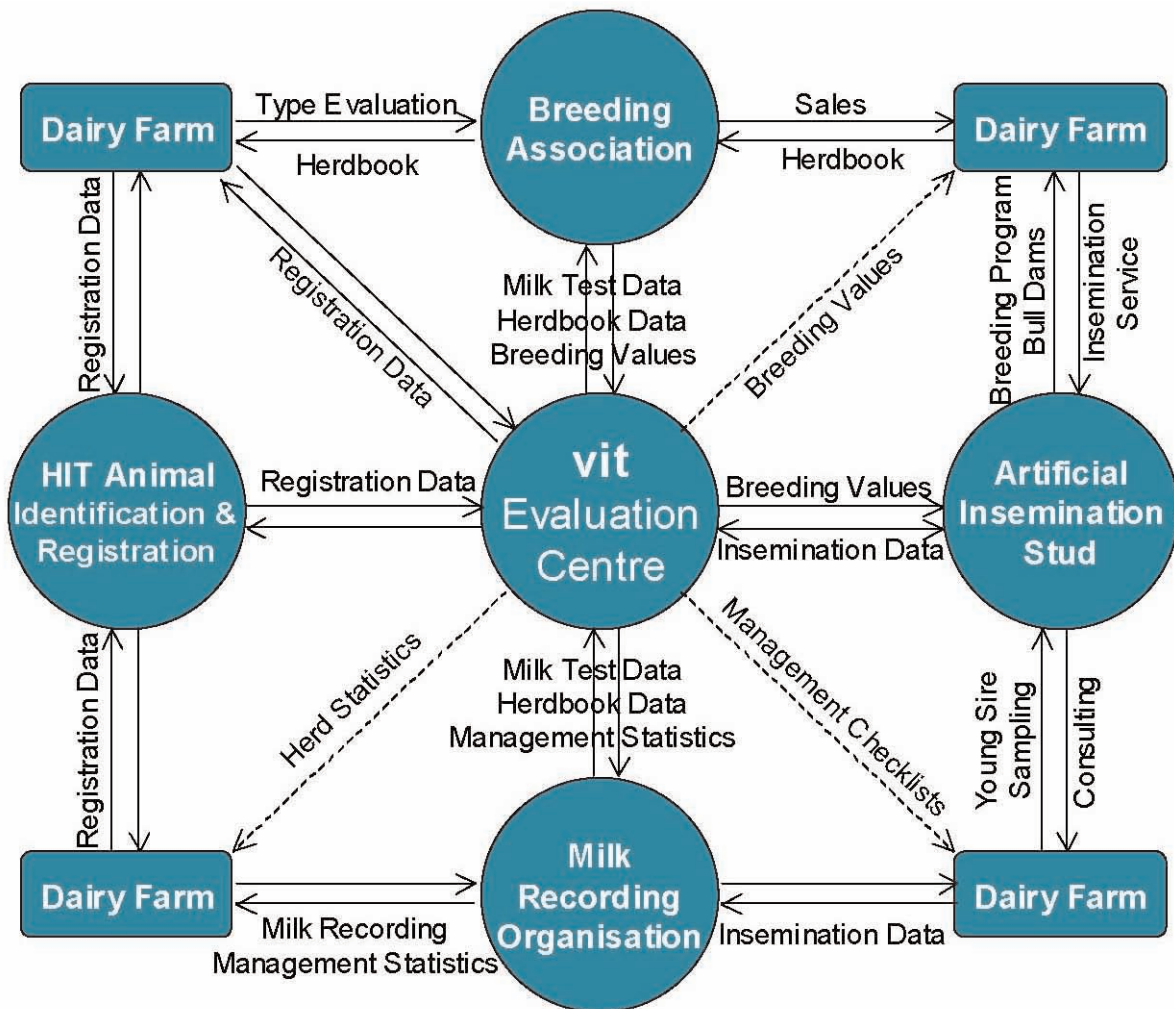 Dairy Farm
Type Evaluation
Herdbook
Breeding
Association
Sales
Herdbook
Dairy Farm
Registration Data
Registration Data
Milk Test Data
Herdbook Data
Breeding Values
Breeding Values
Breeding Program
Bull Dams
Insemination
Service
HIT Animal
Identification &
Registration
Registration Data
vit
Evaluation
Centre
Breeding Values
Insemination Data
Artificial
Insemination
Stud
Registration Data
Herd Statistics
Milk Test Data
Herdbook Data
Management Statistics
Management Checklists
Young Sire
Sampling
Consulting
Dairy Farm
Milk Recording
Management Statistics
Milk
Recording
Organisation
Insemination Data
Dairy Farm